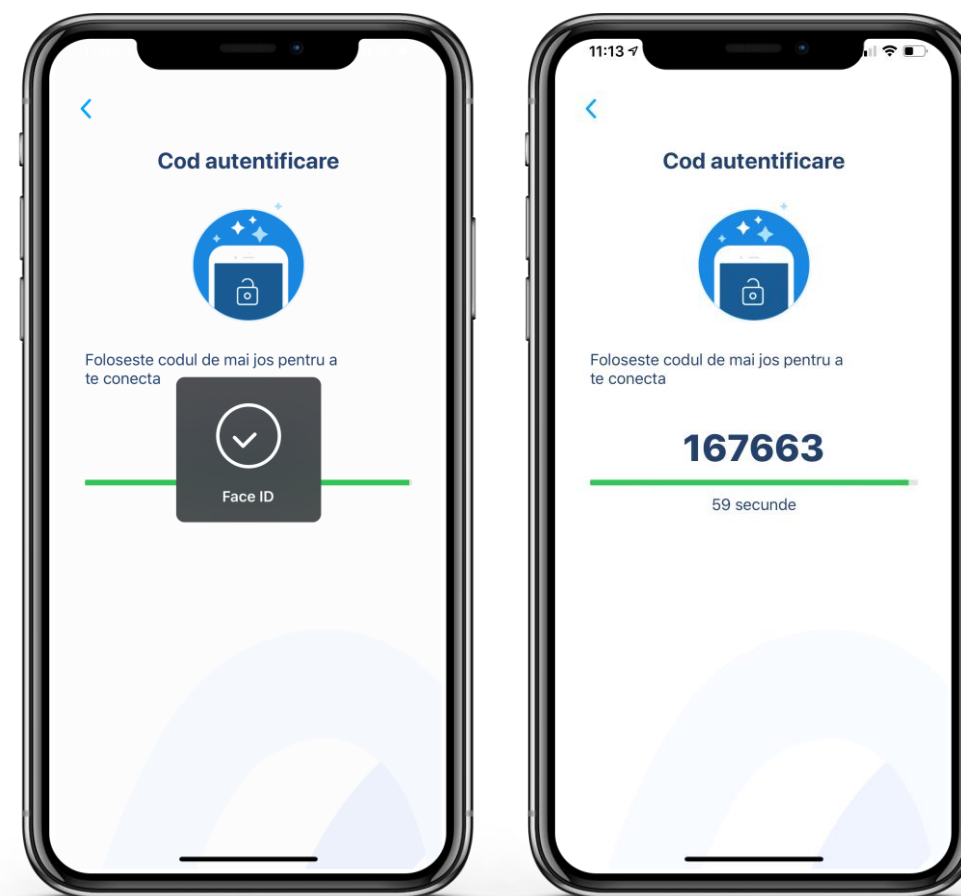 Cod autentificare
Foloseste codul de mai jos pentru a
te conecta
Face ID
11:13
Cod autentificare
Foloseste codul de mai jos pentru a
te conecta
167663
59 secunde